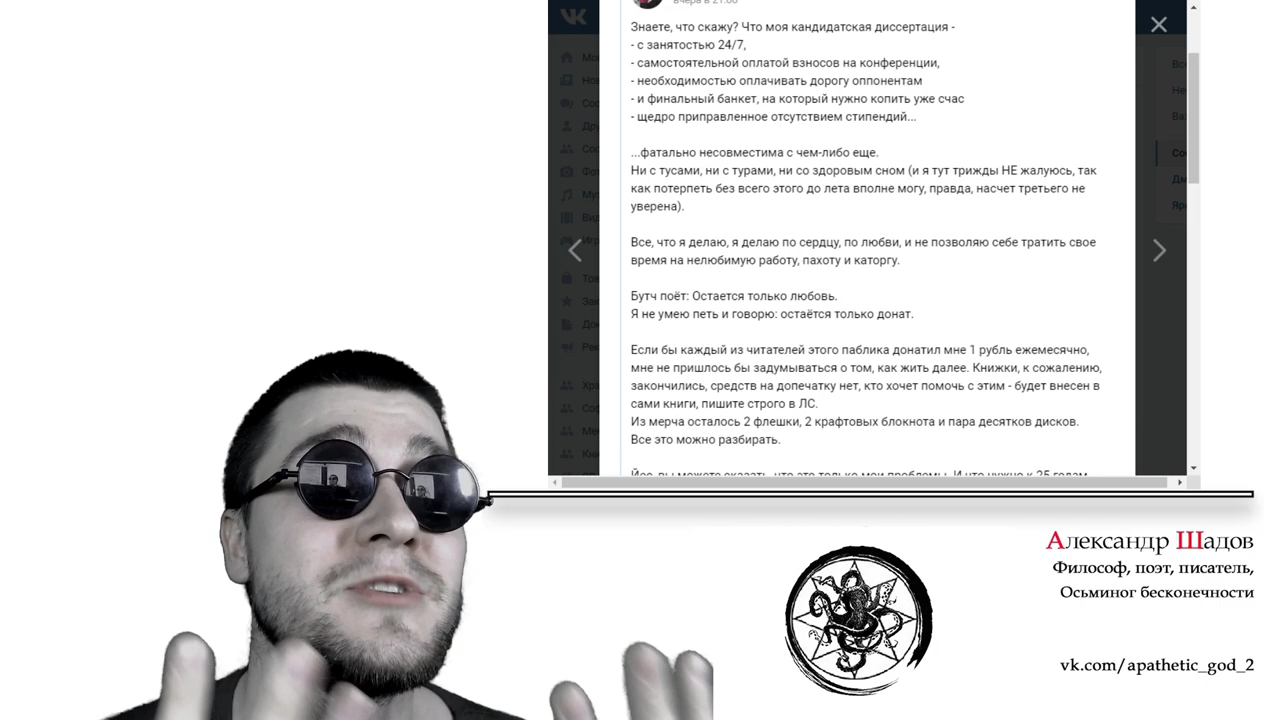 вчера в 21:00
Знаете, что скажу? Что моя кандидатская диссертация -
- с занятостью 24/7,
- самостоятельной оплатой взносов на конференции,
- необходимостью оплачивать дорогу оппонентам
- и финальный банкет, на который нужно копить уже счас
- щедро приправленное отсутствием стипендий...
...фатально несовместима с чем-либо еще.
Ни с тусами, ни с турами, ни со здоровым сном (и я тут трижды НЕ жалуюсь, так
как потерпеть без всего этого до лета вполне могу, правда, насчет третьего не
уверена).
Все, что я делаю, я делаю по сердцу, по любви, и не позволяю себе тратить свое
время на нелюбимую работу, пахоту и каторгу.
Бутч поёт: Остается только любовь.
Я не умею петь и говорю: остаётся только донат.
Если бы каждый из читателей этого паблика донатил мне 1 рубль ежемесячно,
мне не пришлось бы задумываться о том, как жить далее. Книжки, к сожалению,
закончились, средств на допечатку нет, кто хочет помочь с этим - будет внесен в
сами книги, пишите строго в ЛС.
Из мерча осталось 2 флешки, 2 крафтовых блокнота и пара десятков дисков.
Все это можно разбирать.
Александр Шадов
Философ, поэт, писатель,
Осьминог бесконечности
vk.com/apathetic_god_2